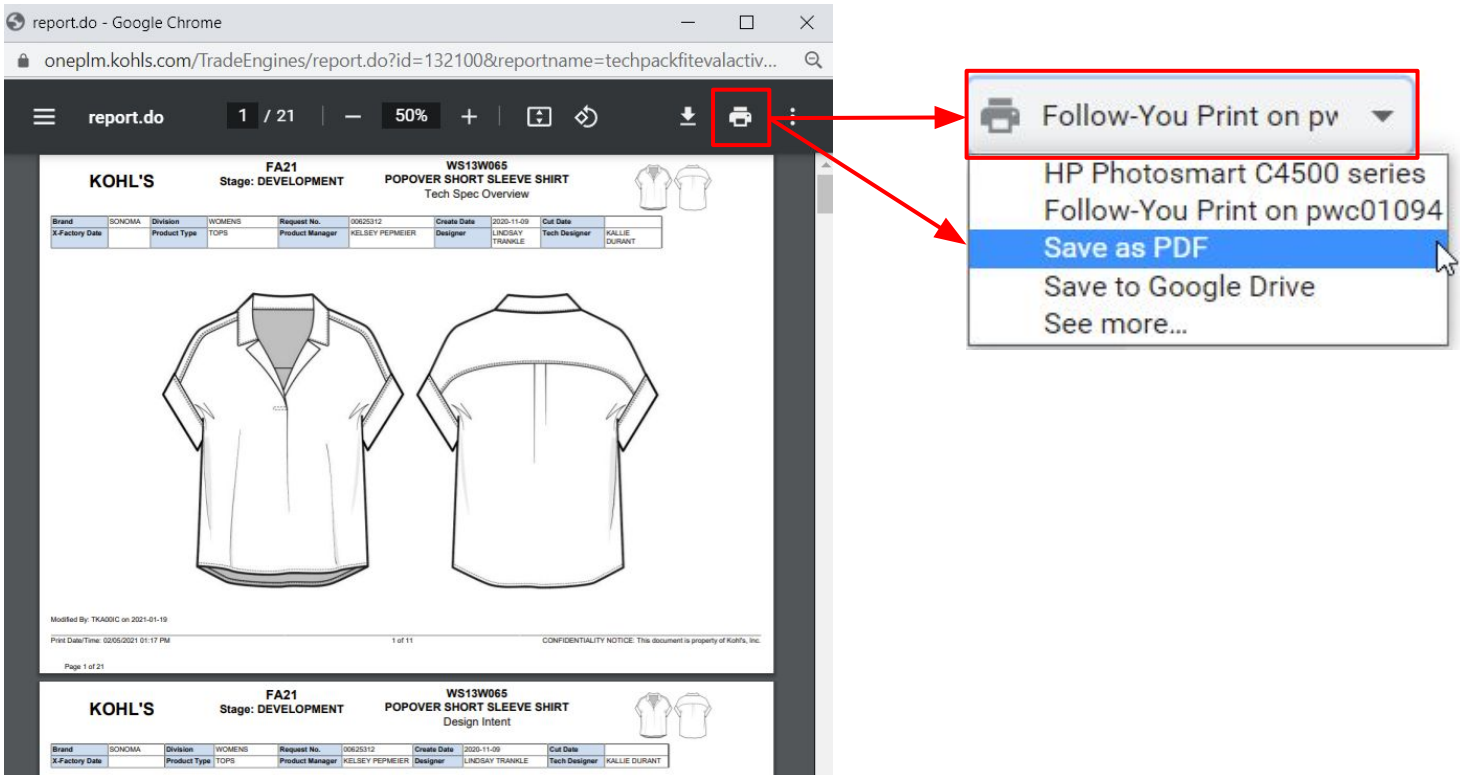 report.do - Google Chrome
oneplm.kohls.com/TradeEngines/report.do?id=132100&reportname=techpackfitevalactiv...
report.do 1 / 21 50%
KOHL'S
FA21
Stage: DEVELOPMENT
WS13W065
POPOVER SHORT SLEEVE SHIRT
Tech Spec Overview
Brand SONOMA Division WOMENS Request No. 00625312 Create Date 2020-11-09 Cut Date
X-Factory Date Product Type TOPS Product Manager KELSEY PEPMEIER Designer LINDSAY TRANKLE Tech Designer KALLIE DURANT
Modified By: TKA00IC on 2021-01-19
Print Date/Time: 02/05/2021 01:17 PM 1 of 11 CONFIDENTIALITY NOTICE: This document is property of Kohl's, Inc.
Page 1 of 21
KOHL'S
FA21
Stage: DEVELOPMENT
WS13W065
POPOVER SHORT SLEEVE SHIRT
Design Intent
Brand SONOMA Division WOMENS Request No. 00625312 Create Date 2020-11-09 Cut Date
X-Factory Date Product Type TOPS Product Manager KELSEY PEPMEIER Designer LINDSAY TRANKLE Tech Designer KALLIE DURANT
Follow-You Print on pw
HP Photosmart C4500 series
Follow-You Print on pwc01094
Save as PDF
Save to Google Drive
See more...